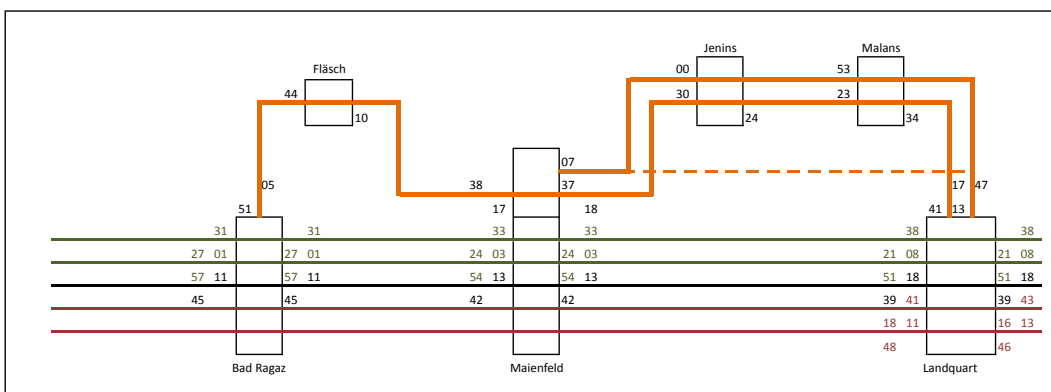 Jenins Malans
Fläsch 00 53
44 30 23
10 24 34
07
05 38 37 17 47
51 17 18 41 13
31 31 33 33 38 38
27 01 27 01 24 03 24 03 21 08 21 08
57 11 57 11 54 13 54 13 51 18 51 18
45 45 42 42 39 41 39 43
18 11 16 13
48 46
Bad Ragaz Maienfeld Landquart